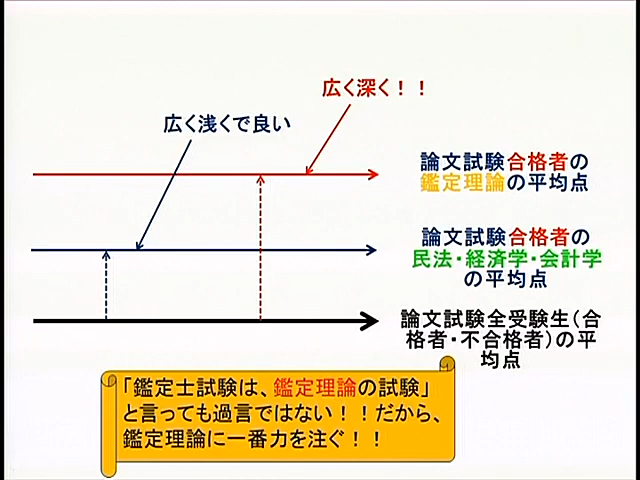 広く深く！！
広く浅くで良い
論文試験合格者の
鑑定理論の平均点
論文試験合格者の
民法・経済学・会計学
の平均点
論文試験全受験生（合
格者・不合格者）の平
均点
「鑑定士試験は、鑑定理論の試験」
と言っても過言ではない！！だから、
鑑定理論に一番力を注ぐ！！